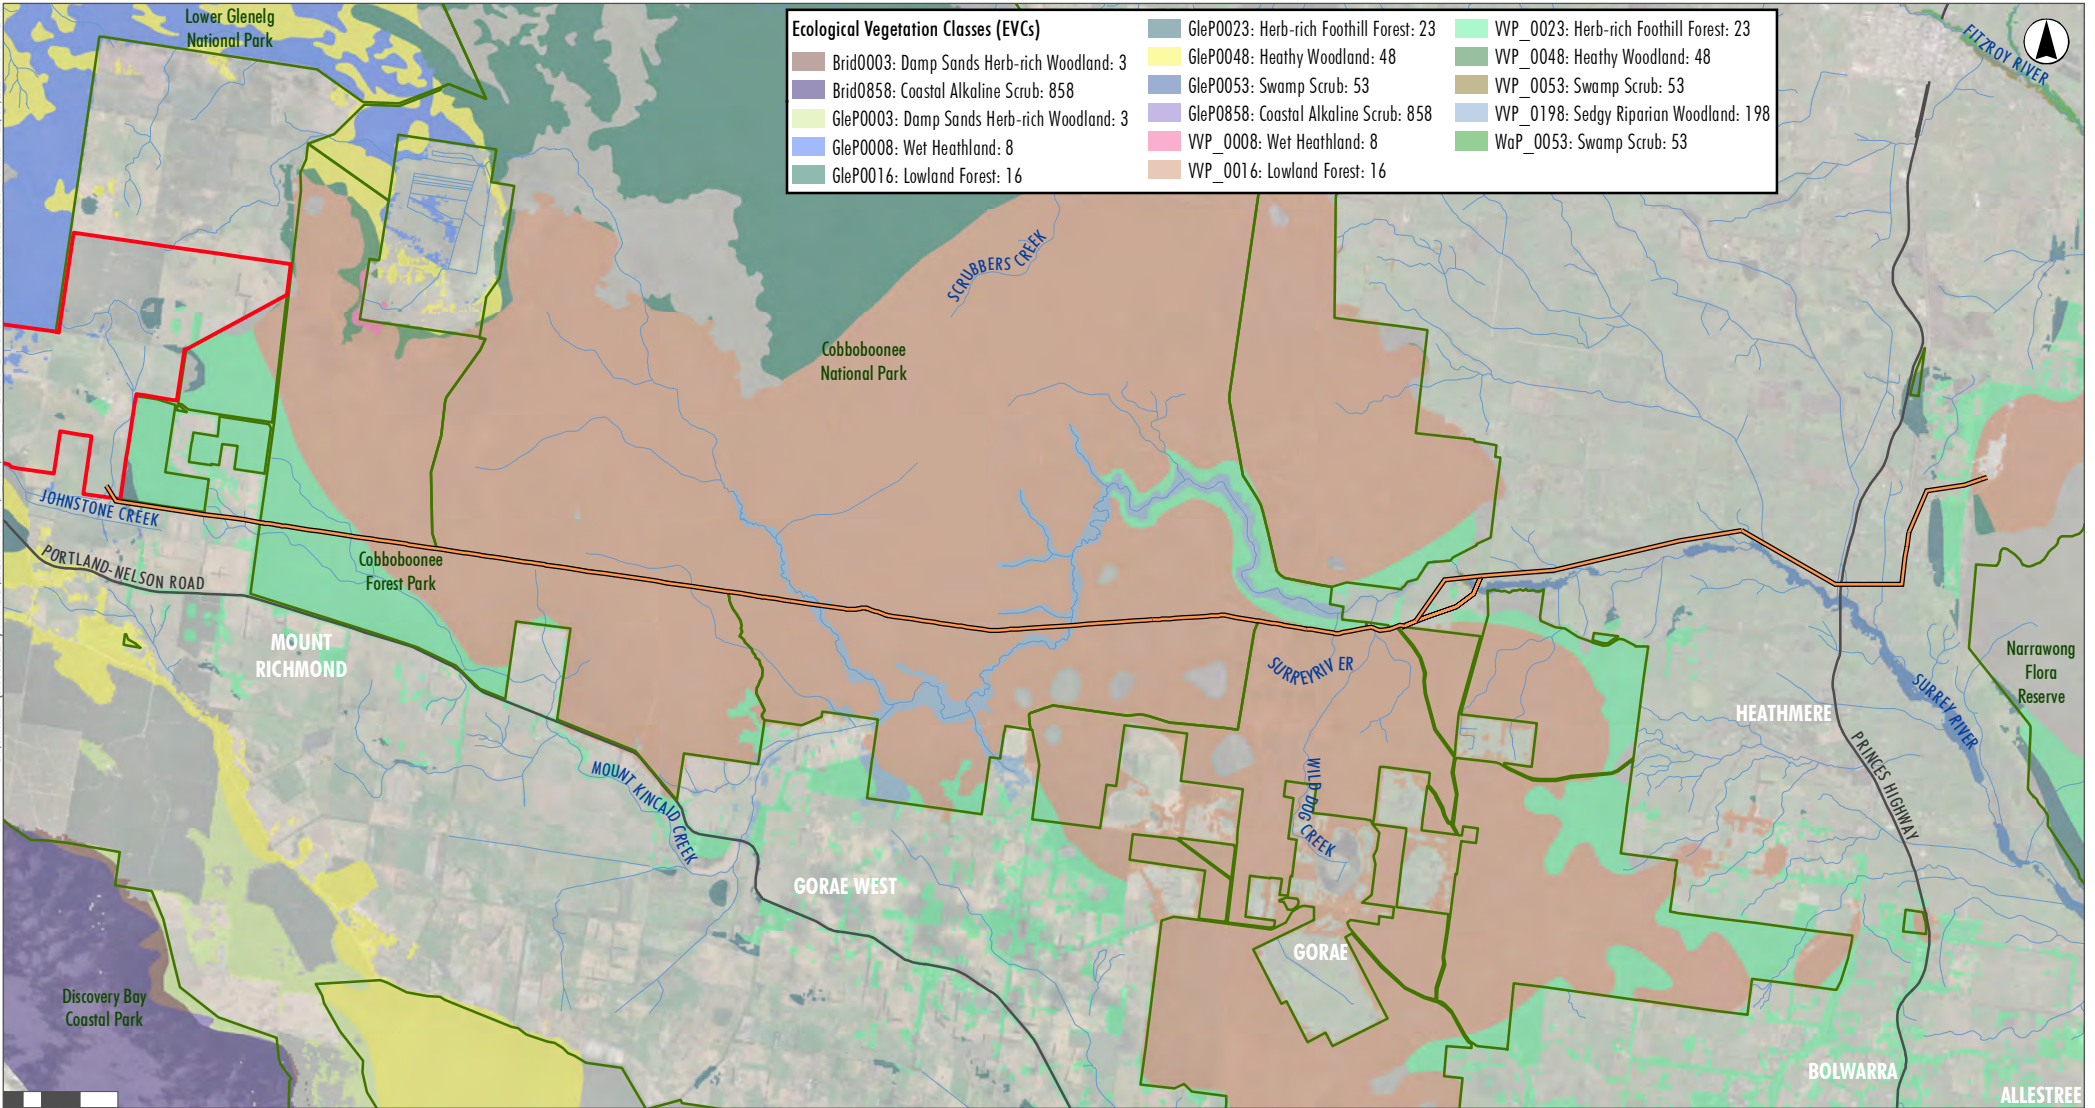 Lower Glenelg
National Park
Ecological Vegetation Classes (EVCs)
Brid0003: Damp Sands Herb-rich Woodland: 3
Brid0858: Coastal Alkaline Scrub: 858
GleP0003: Damp Sands Herb-rich Woodland: 3
GleP0008: Wet Heathland: 8
GleP0016: Lowland Forest: 16
GleP0023: Herb-rich Foothill Forest: 23
GleP0048: Heathy Woodland: 48
GleP0053: Swamp Scrub: 53
GleP0858: Coastal Alkaline Scrub: 858
VVP_0008: Wet Heathland: 8
VVP_0016: Lowland Forest: 16
VVP_0023: Herb-rich Foothill Forest: 23
VVP_0048: Heathy Woodland: 48
VVP_0053: Swamp Scrub: 53
VVP_0198: Sedgy Riparian Woodland: 198
WaP_0053: Swamp Scrub: 53
FITZROY RIVER
SCRUBBERS CREEK
Cobboboonee
National Park
JOHNSTONE CREEK
PORTLAND-NELSON ROAD
Cobboboonee
Forest Park
MOUNT
RICHMOND
SURPEYRIV ER
Narrawong
Flora
Reserve
SURREY RIVER
HEATHMERE
PRINCES HIGHWAY
MOUNT KINCAID CREEK
WILD DOG CREEK
GORAE WEST
GORAE
Discovery Bay
Coastal Park
BOLWARRA
ALLESTREE